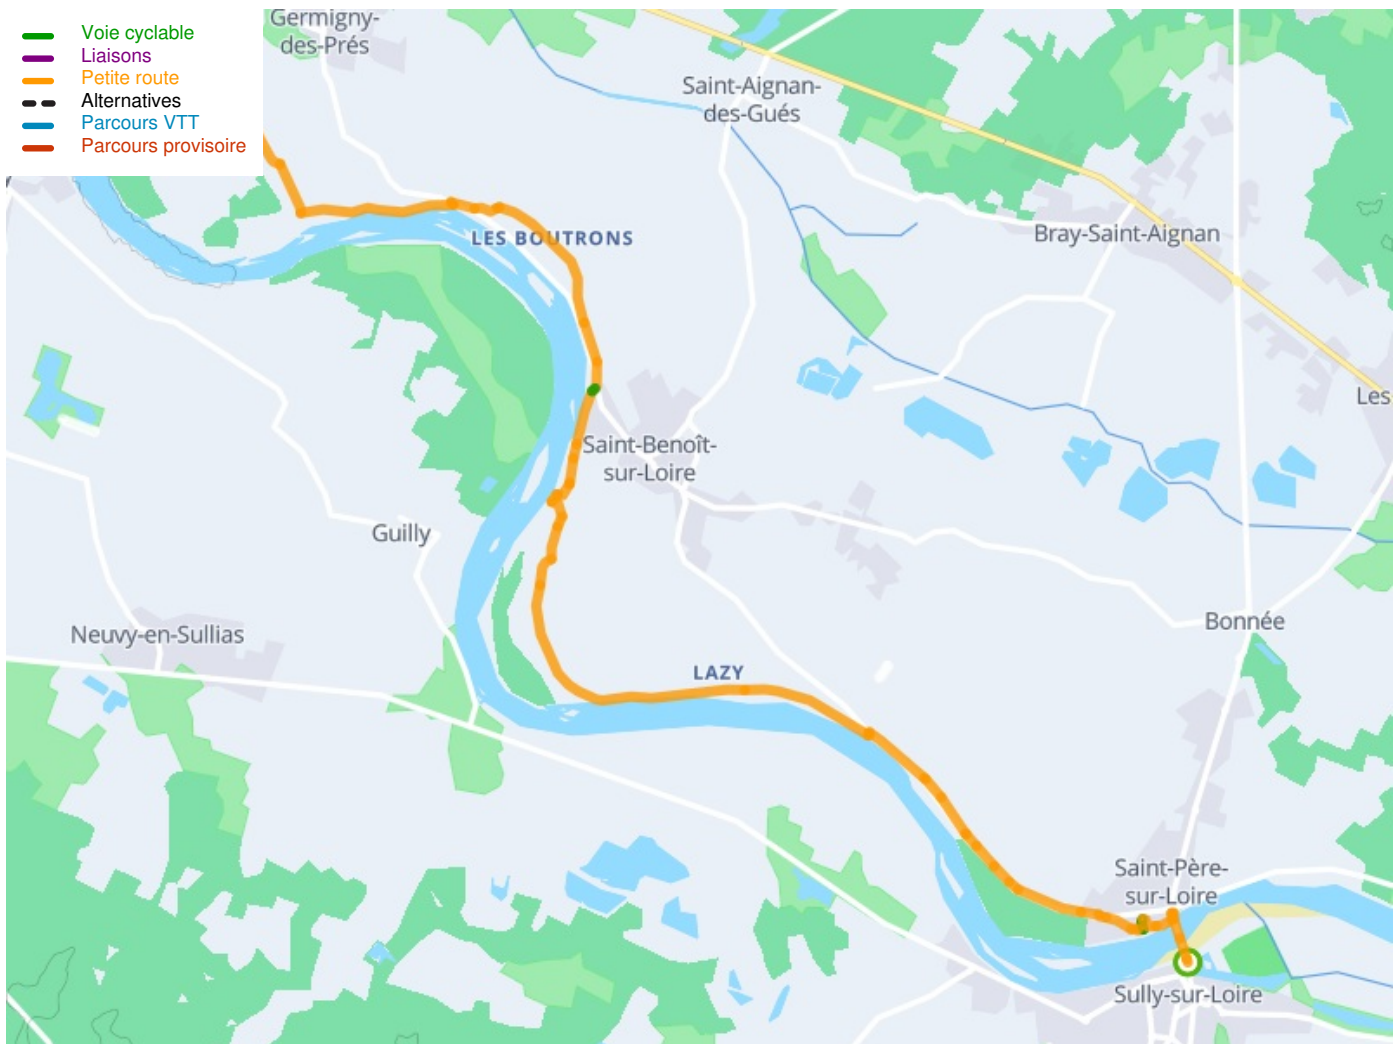 Voie cyclable
Liaisons
Petite route
Alternatives
Parcours VTT
Parcours provisoire
Germigny-
des-Prés
Saint-Aignan-
des-Gués
Bray-Saint-Aignan
LES BOUTRONS
Les
Saint-Benoît-
sur-Loire
Guilly
Bonnée
Neuvy-en-Sullias
LAZY
Saint-Père-
sur-Loire
Sully-sur-Loire